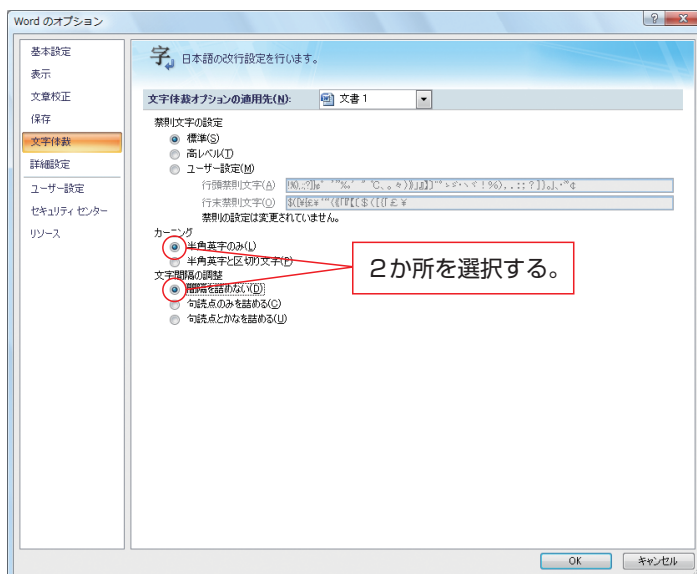 Word のオプション
基本設定
表示
文章校正
保存
文字体裁
詳細設定
ユーザー設定
セキュリティ センター
リソース
字 日本語の改行設定を行います。
文字体裁オプションの適用先(N): 文書 1
禁則文字の設定
標準(S)
高レベル(T)
ユーザー設定(M)
行頭禁則文字(A)
行末禁則文字(O)
禁則の設定は変更されていません。
カーニング
半角英字のみ(L)
半角英字と区切り文字(P)
文字間隔の調整
間隔を詰めない(D)
句読点のみを詰める(C)
句読点とかなを詰める(U)
2か所を選択する。
OK キャンセル